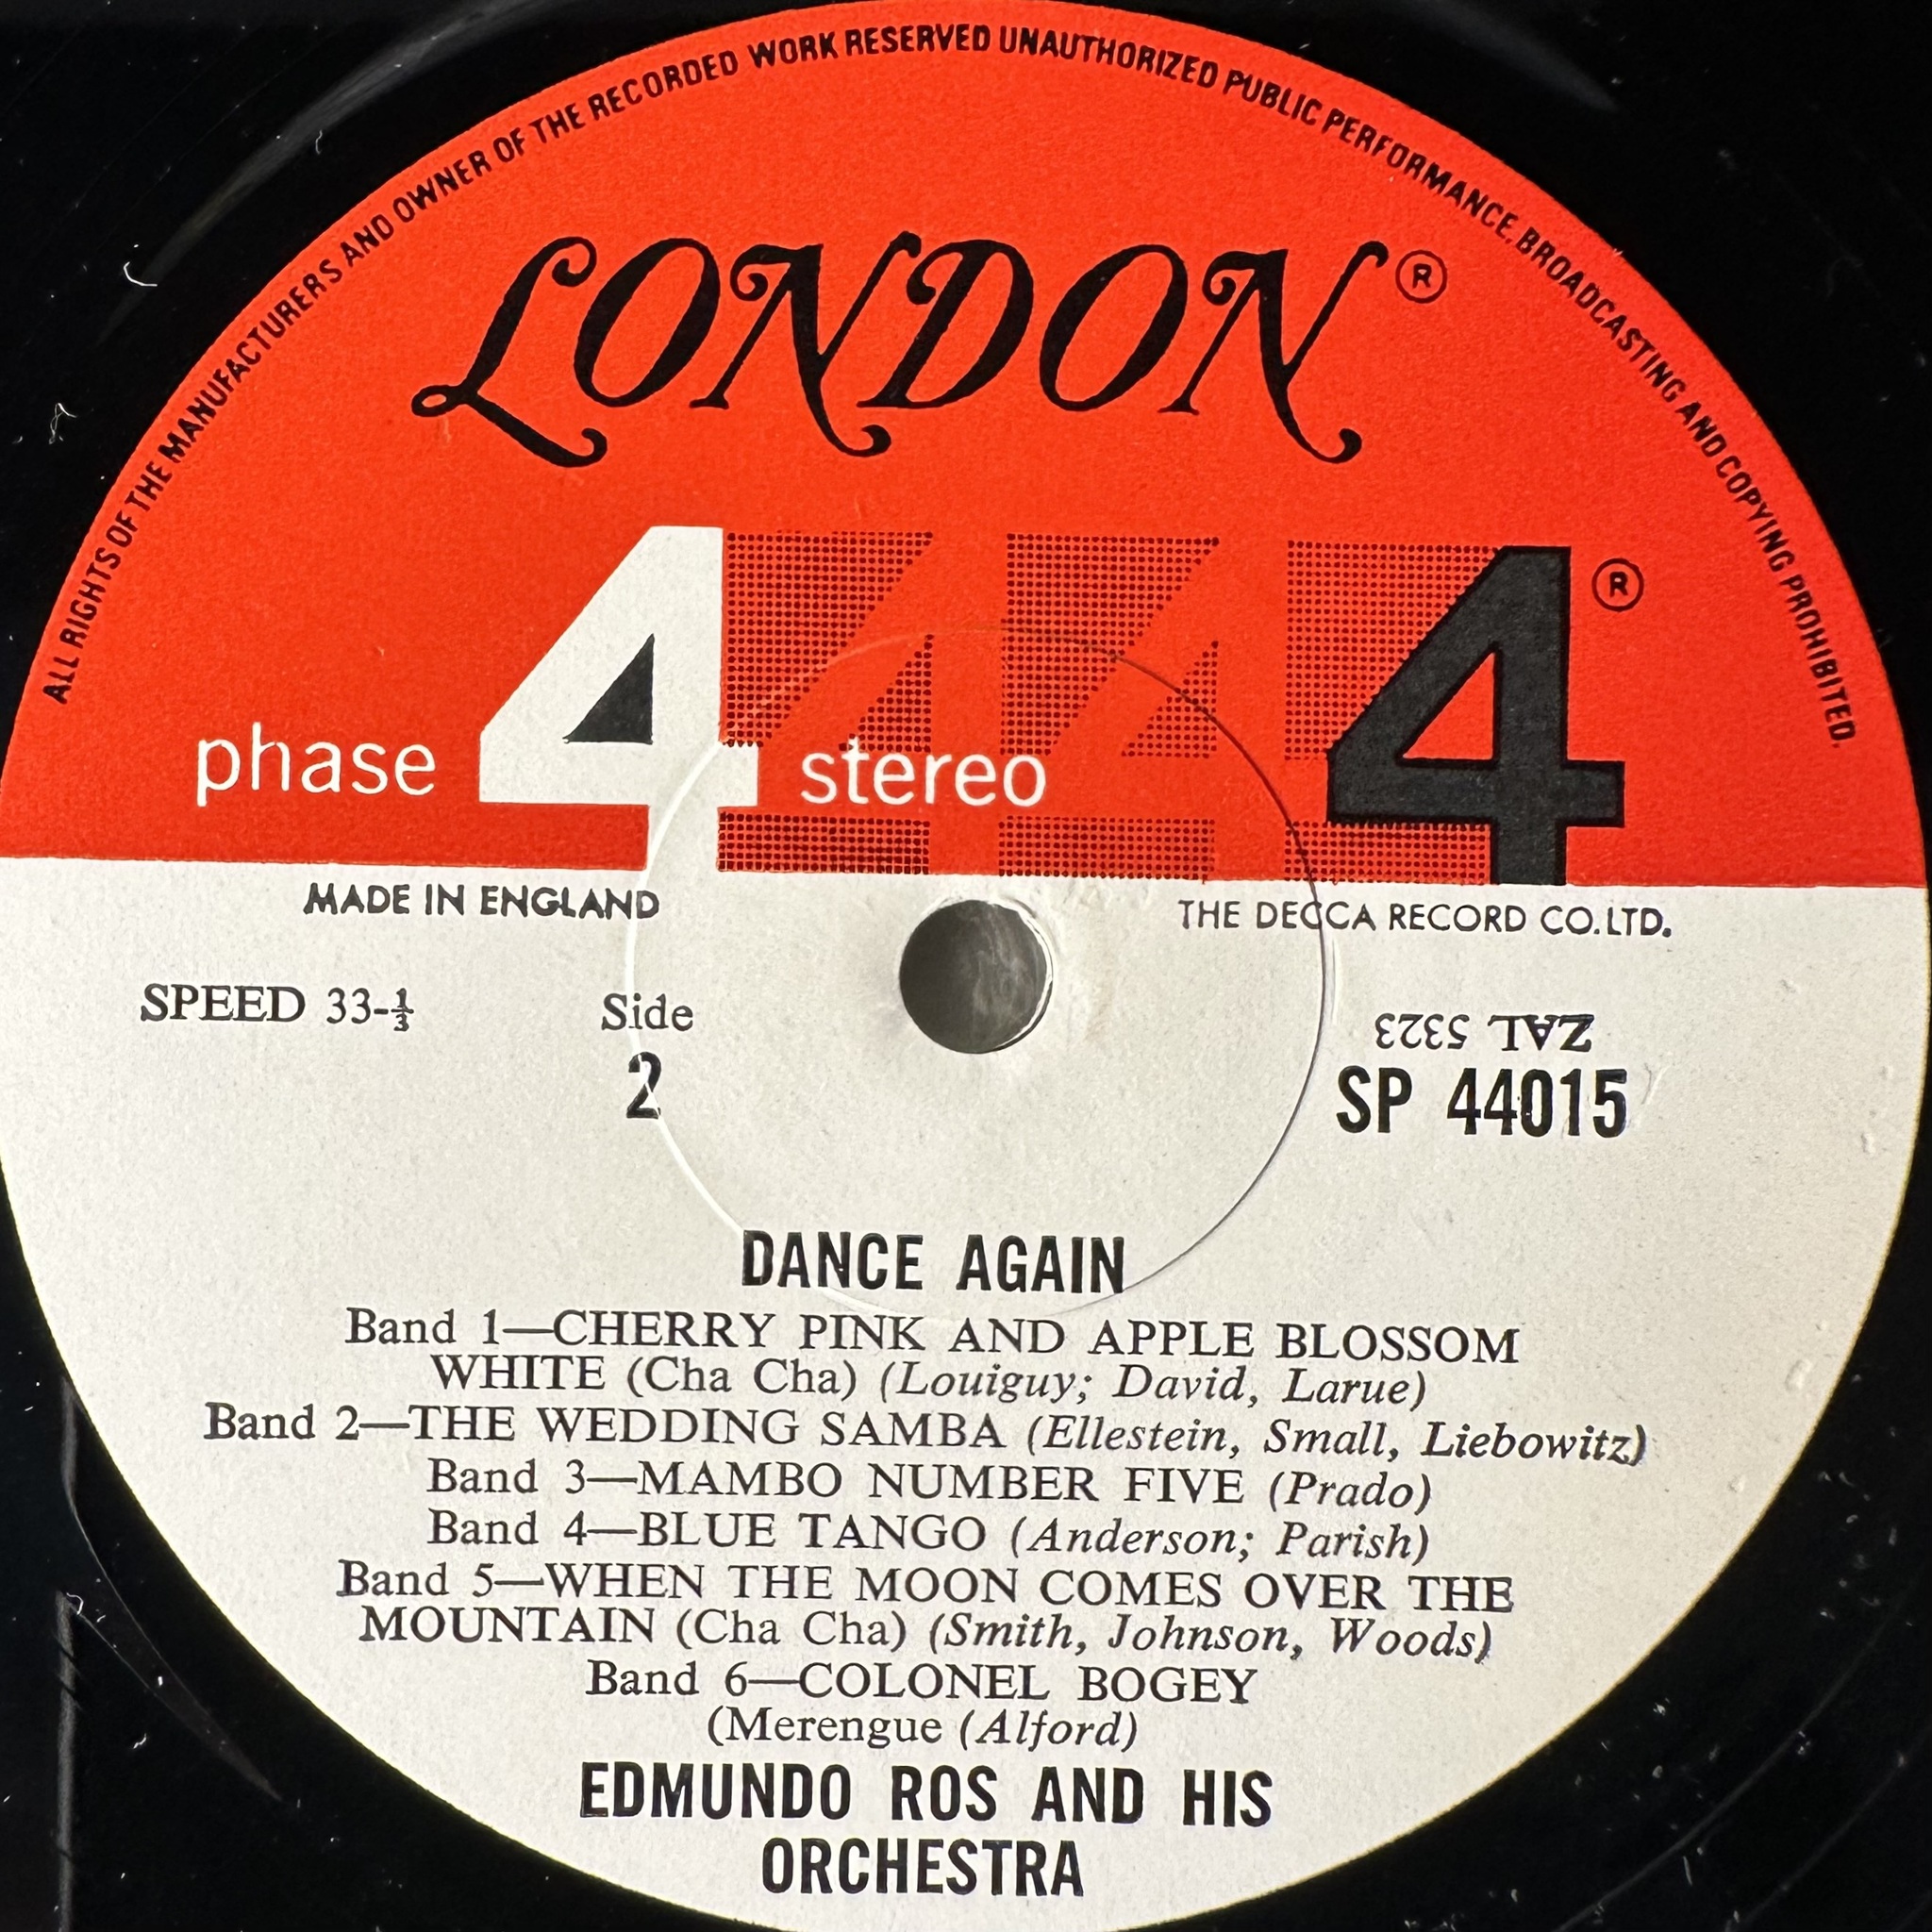 ALL RIGHTS OF THE MANUFACTURERS AND OWNER OF THE RECORDED WORK RESERVED UNAUTHORIZED PUBLIC PERFORMANCE, BROADCASTING AND COPYING PROHIBITED.
LONDON®
phase 4 stereo 4 4 4 ®
MADE IN ENGLAND
THE DECCA RECORD CO. LTD.
SPEED 33-⅓
Side
2
ZAL 5323
SP 44015
DANCE AGAIN
Band 1—CHERRY PINK AND APPLE BLOSSOM
WHITE (Cha Cha) (Louiguy; David, Larue)
Band 2—THE WEDDING SAMBA (Ellestein, Small, Liebowitz)
Band 3—MAMBO NUMBER FIVE (Prado)
Band 4—BLUE TANGO (Anderson; Parish)
Band 5—WHEN THE MOON COMES OVER THE
MOUNTAIN (Cha Cha) (Smith, Johnson, Woods)
Band 6—COLONEL BOGEY
(Merengue (Alford)
EDMUNDO ROS AND HIS
ORCHESTRA